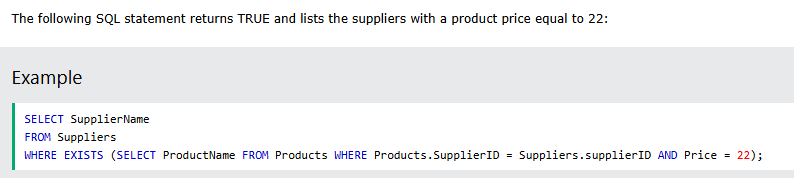 The following SQL statement returns TRUE and lists the suppliers with a product price equal to 22:
Example
SELECT SupplierName
FROM Suppliers
WHERE EXISTS (SELECT ProductName FROM Products WHERE Products.SupplierID = Suppliers.supplierID AND Price = 22);